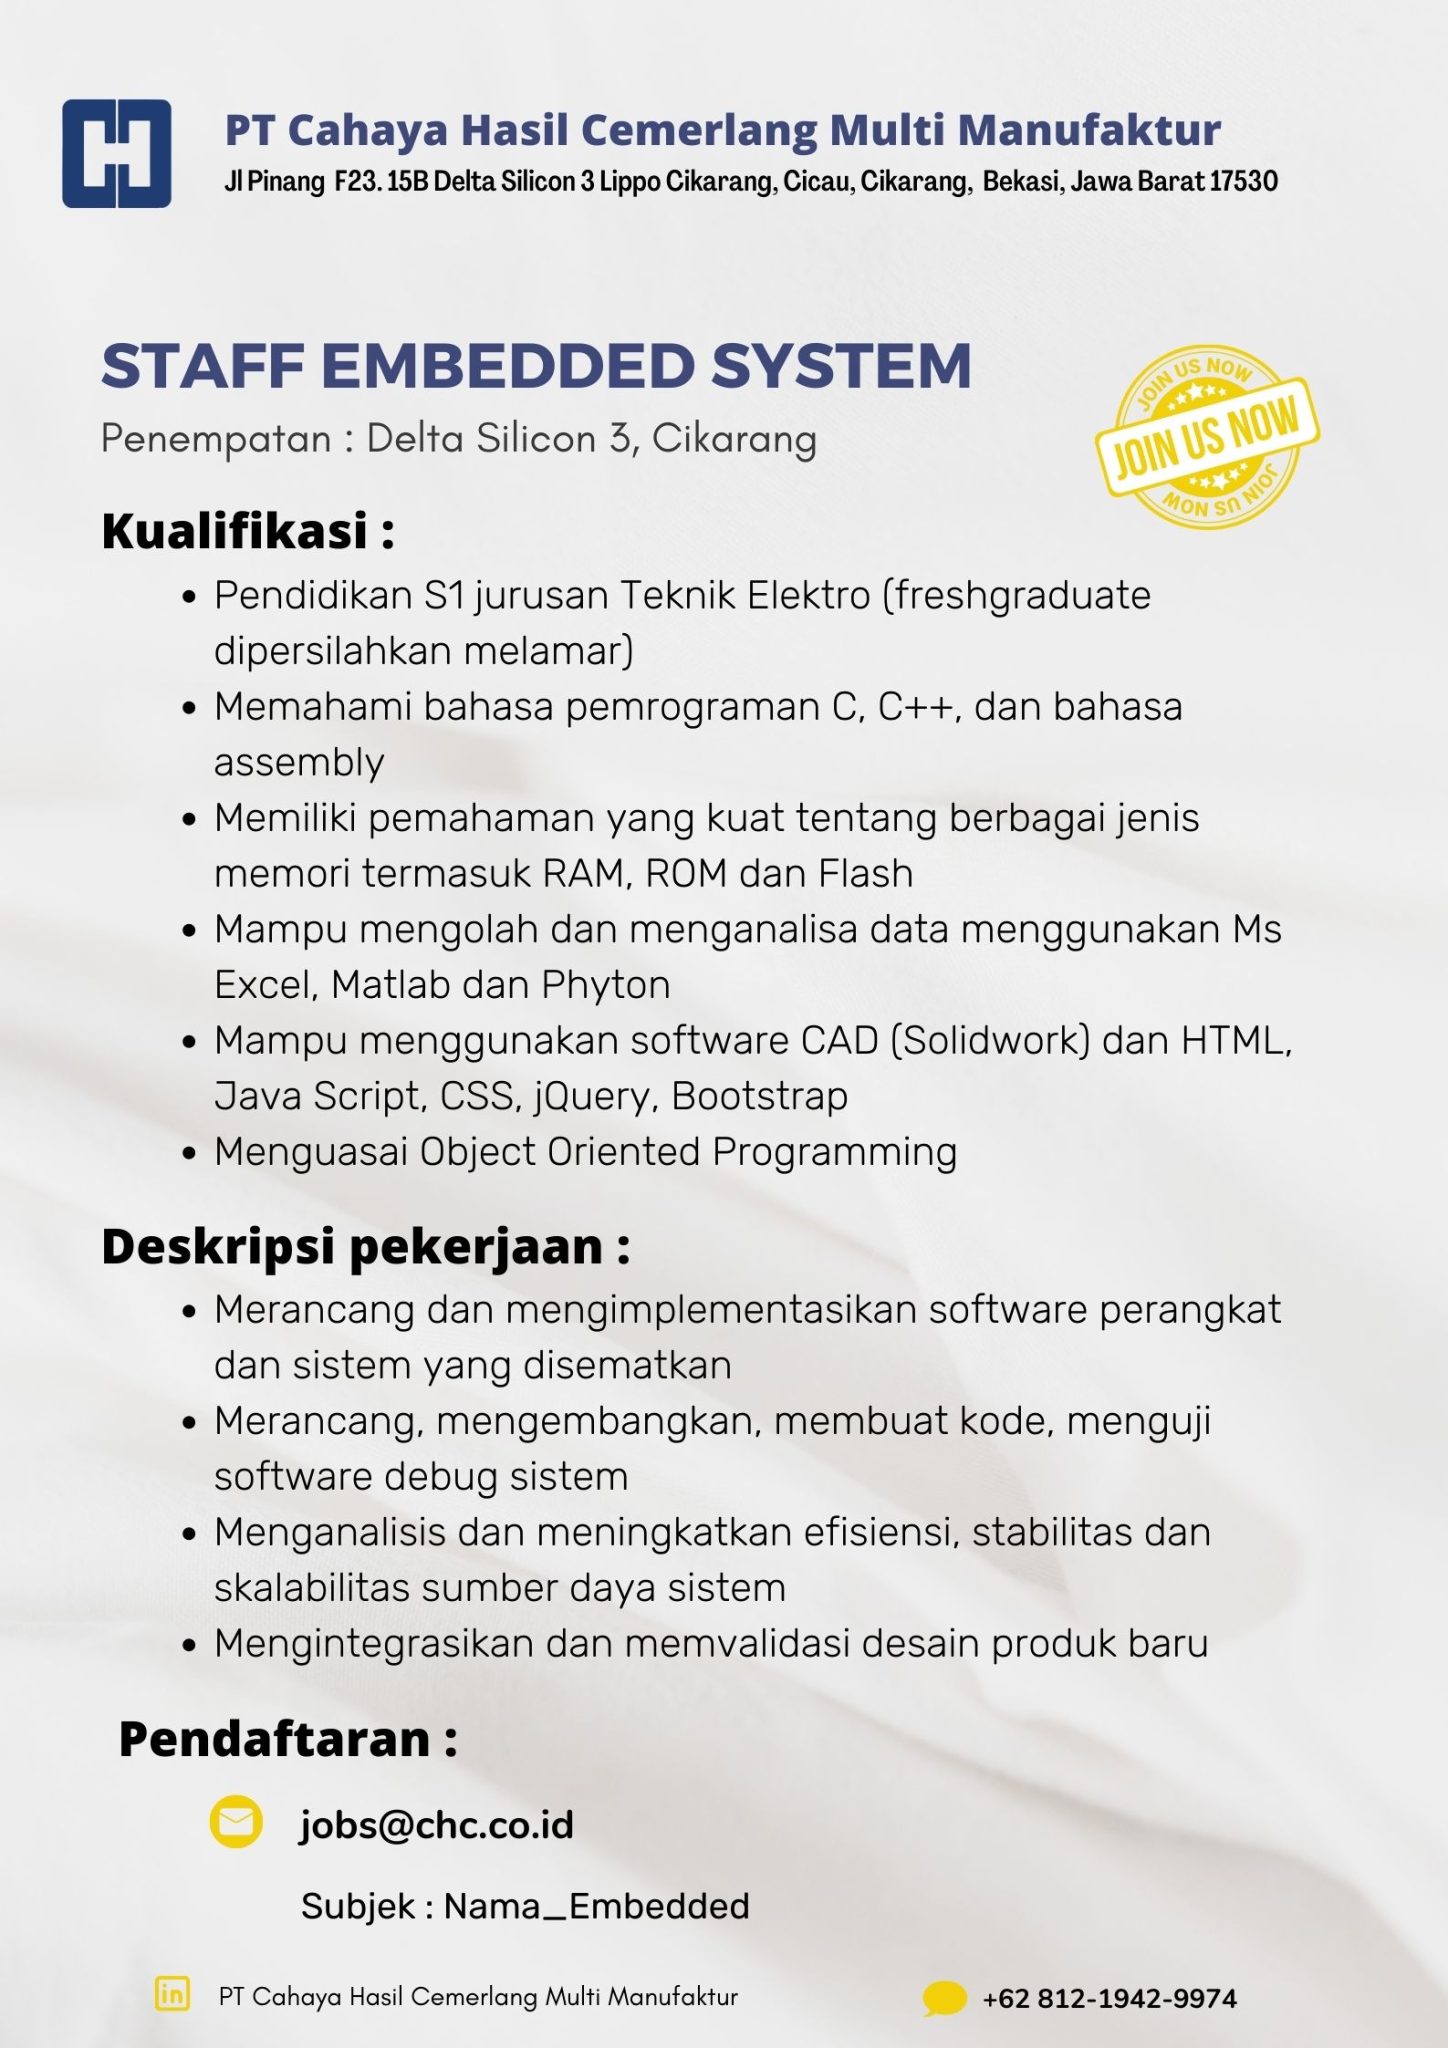 PT Cahaya Hasil Cemerlang Multi Manufaktur
Jl Pinang F23. 15B Delta Silicon 3 Lippo Cikarang, Cicau, Cikarang, Bekasi, Jawa Barat 17530
STAFF EMBEDDED SYSTEM
Penempatan : Delta Silicon 3, Cikarang
JOIN US NOW
JOIN US NOW
JOIN US NOW
Kualifikasi :
• Pendidikan S1 jurusan Teknik Elektro (freshgraduate
dipersilahkan melamar)
• Memahami bahasa pemrograman C, C++, dan bahasa
assembly
• Memiliki pemahaman yang kuat tentang berbagai jenis
memori termasuk RAM, ROM dan Flash
• Mampu mengolah dan menganalisa data menggunakan Ms
Excel, Matlab dan Phyton
• Mampu menggunakan software CAD (Solidwork) dan HTML,
Java Script, CSS, jQuery, Bootstrap
• Menguasai Object Oriented Programming
Deskripsi pekerjaan :
• Merancang dan mengimplementasikan software perangkat
dan sistem yang disematkan
• Merancang, mengembangkan, membuat kode, menguji
software debug sistem
• Menganalisis dan meningkatkan efisiensi, stabilitas dan
skalabilitas sumber daya sistem
• Mengintegrasikan dan memvalidasi desain produk baru
Pendaftaran :
jobs@chc.co.id
Subjek : Nama_Embedded
in PT Cahaya Hasil Cemerlang Multi Manufaktur
+62 812-1942-9974